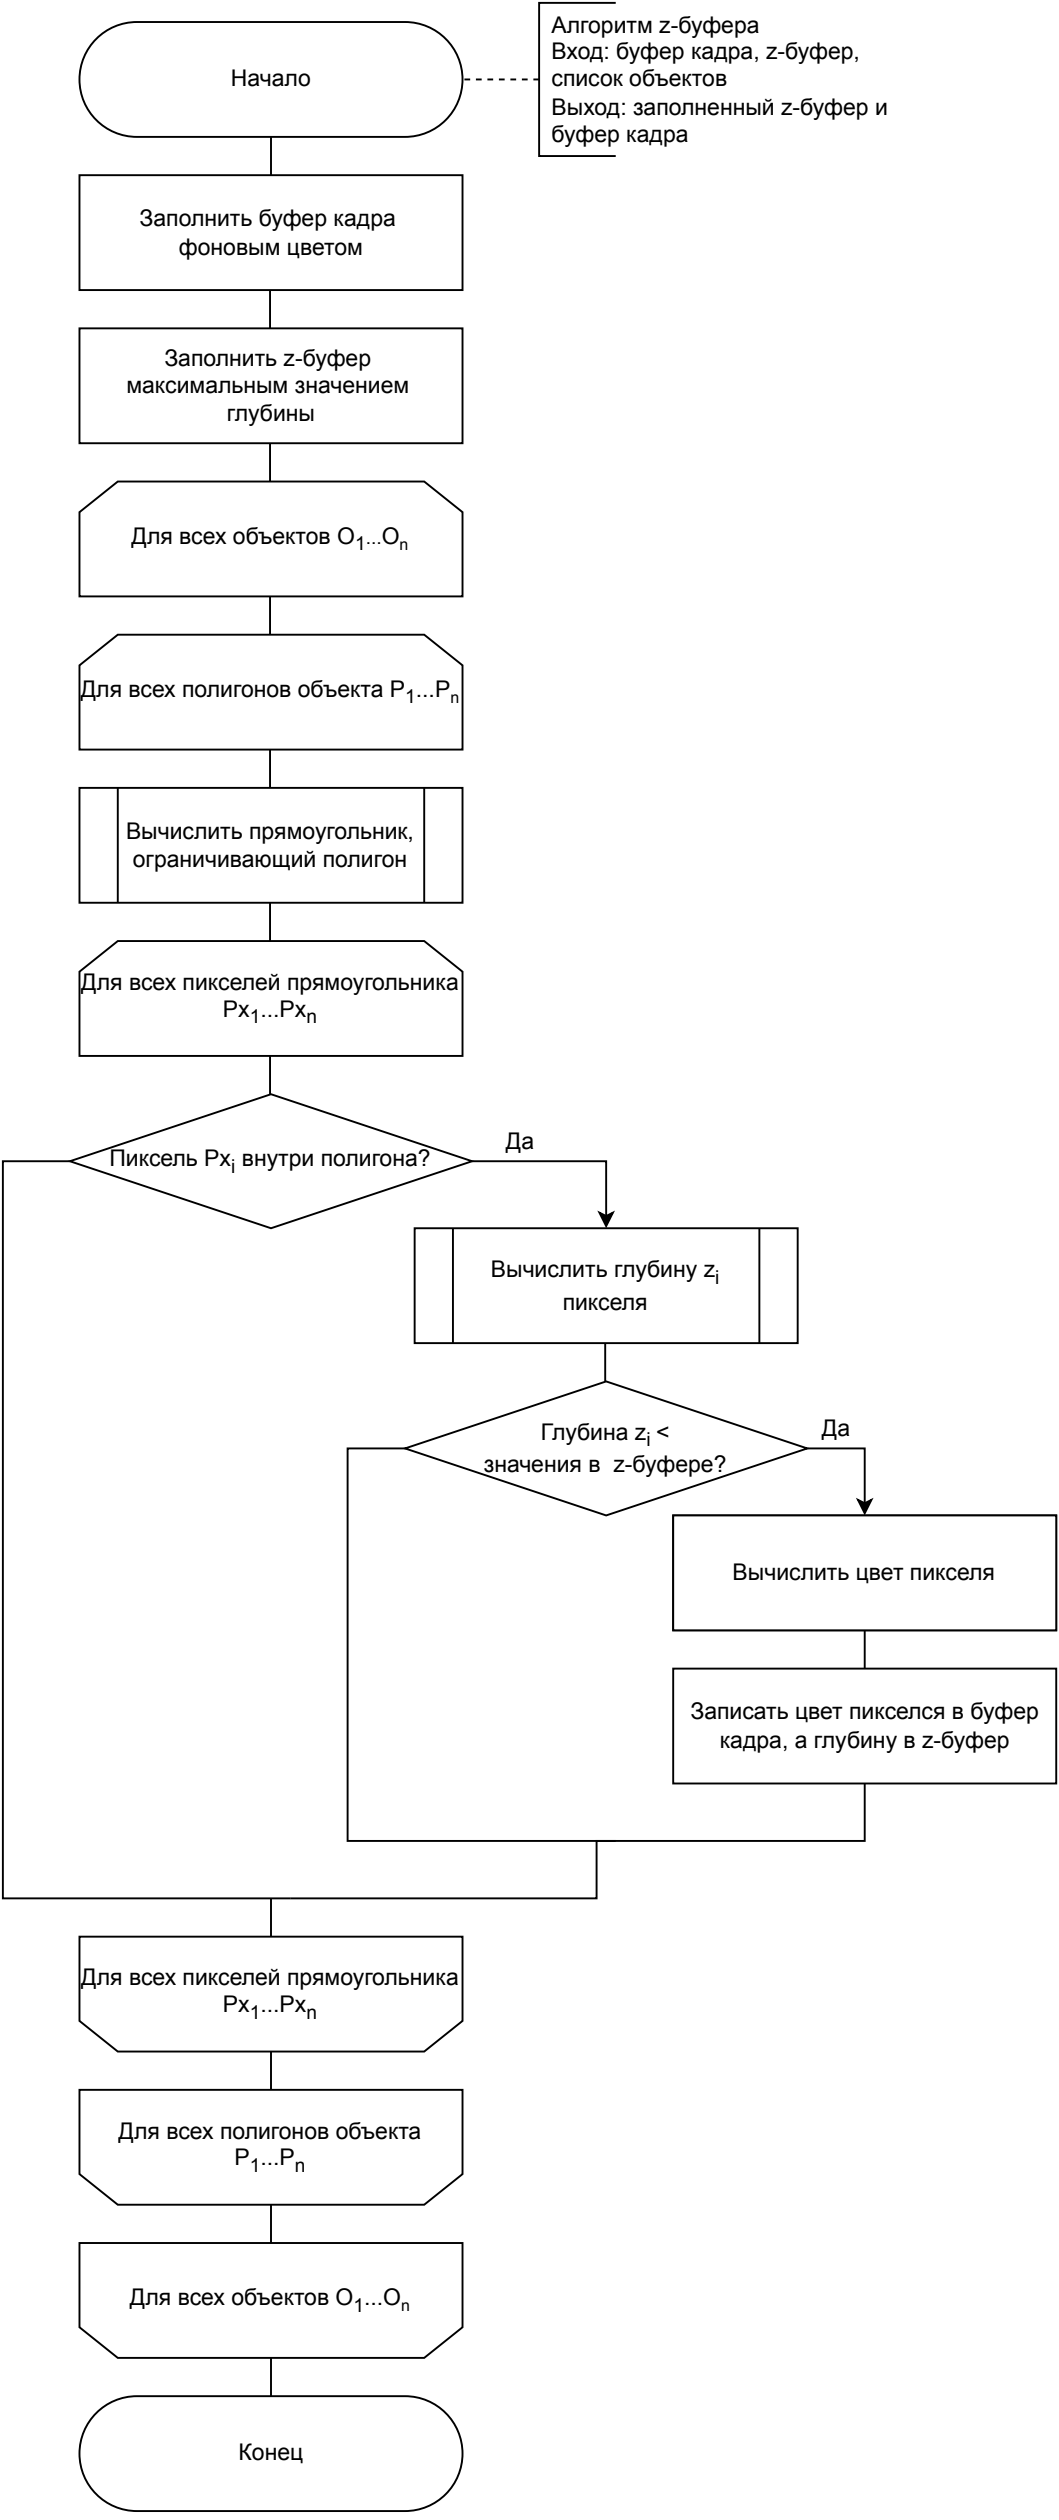 Начало
Алгоритм z-буфера
Вход: буфер кадра, z-буфер,
список объектов
Выход: заполненный z-буфер и
буфер кадра
Заполнить буфер кадра
фоновым цветом
Заполнить z-буфер
максимальным значением
глубины
Для всех объектов O1...On
Для всех полигонов объекта P1...Pn
Вычислить прямоугольник,
ограничивающий полигон
Для всех пикселей прямоугольника
Px1...Pxn
Пиксель Pxi внутри полигона?
Да
Вычислить глубину zi
пикселя
Глубина zi <
значения в z-буфере?
Да
Вычислить цвет пикселя
Записать цвет пикселся в буфер
кадра, а глубину в z-буфер
Для всех пикселей прямоугольника
Px1...Pxn
Для всех полигонов объекта
P1...Pn
Для всех объектов O1...On
Конец